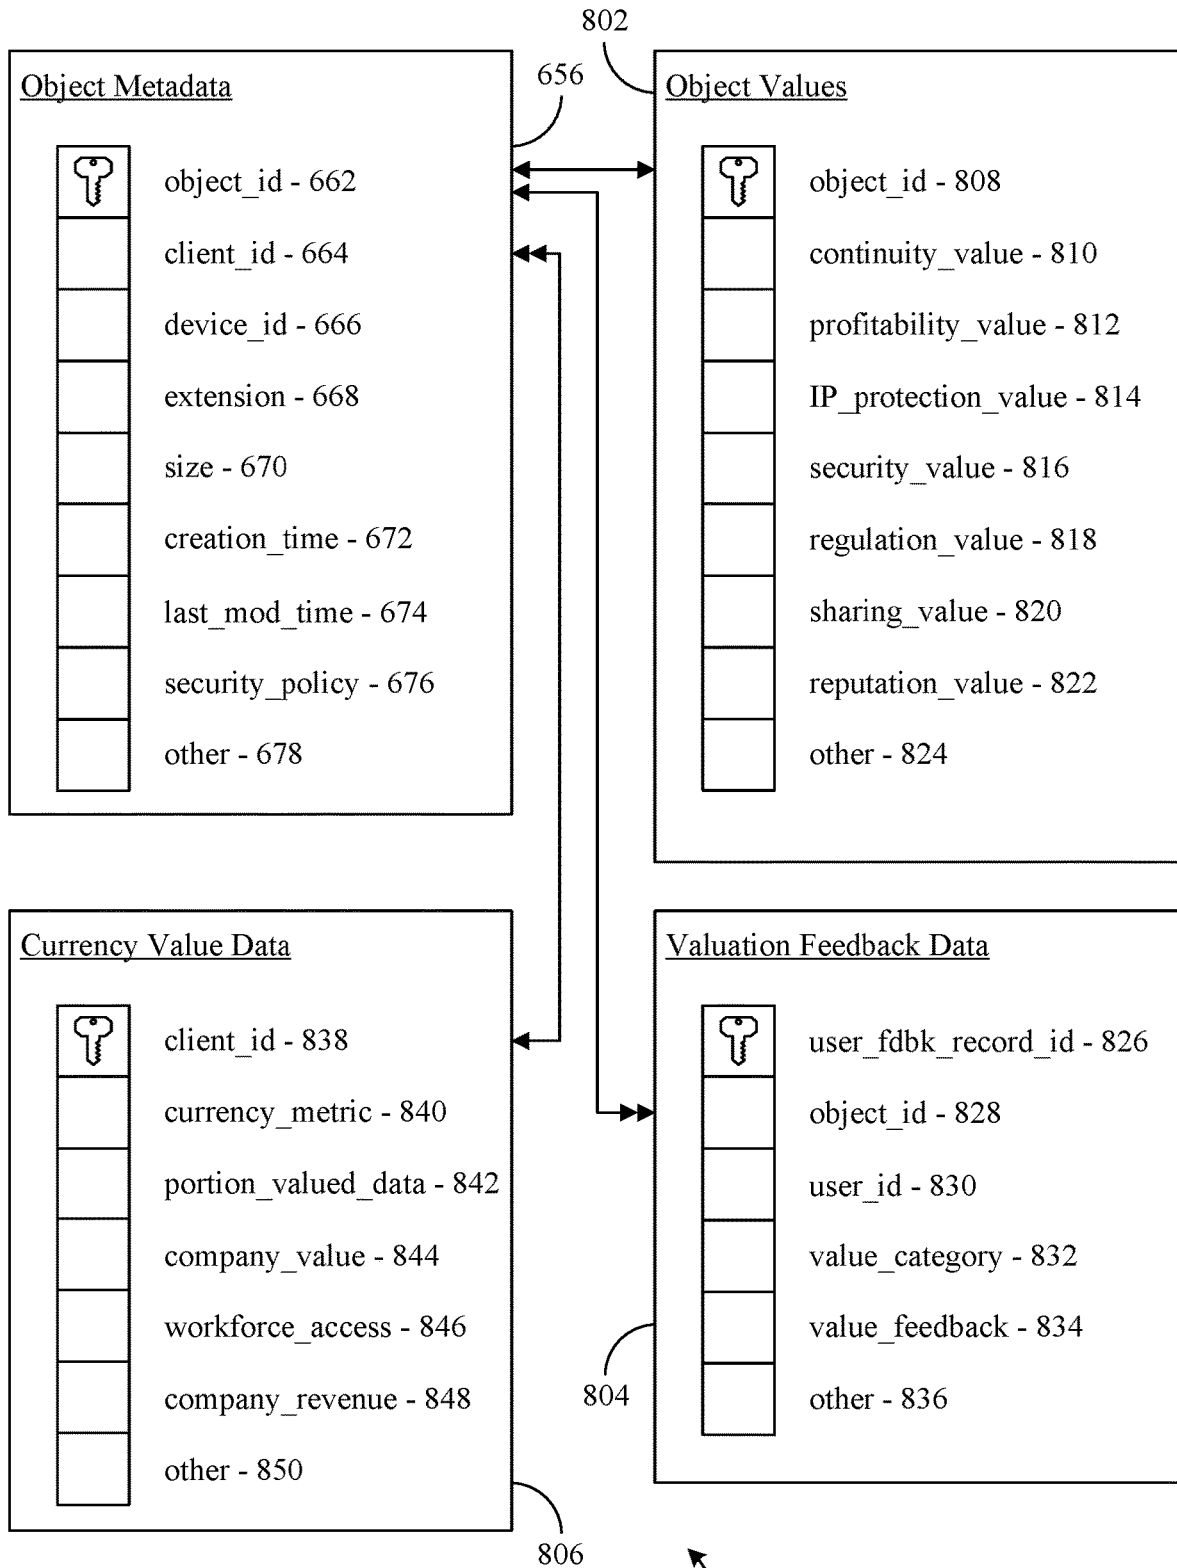 802
656
Object Metadata
object_id - 662
client_id - 664
device_id - 666
extension - 668
size - 670
creation_time - 672
last_mod_time - 674
security_policy - 676
other - 678
Object Values
object_id - 808
continuity_value - 810
profitability_value - 812
IP_protection_value - 814
security_value - 816
regulation_value - 818
sharing_value - 820
reputation_value - 822
other - 824
Currency Value Data
client_id - 838
currency_metric - 840
portion_valued_data - 842
company_value - 844
workforce_access - 846
company_revenue - 848
other - 850
806
Valuation Feedback Data
user_fdbk_record_id - 826
object_id - 828
user_id - 830
value_category - 832
value_feedback - 834
other - 836
804